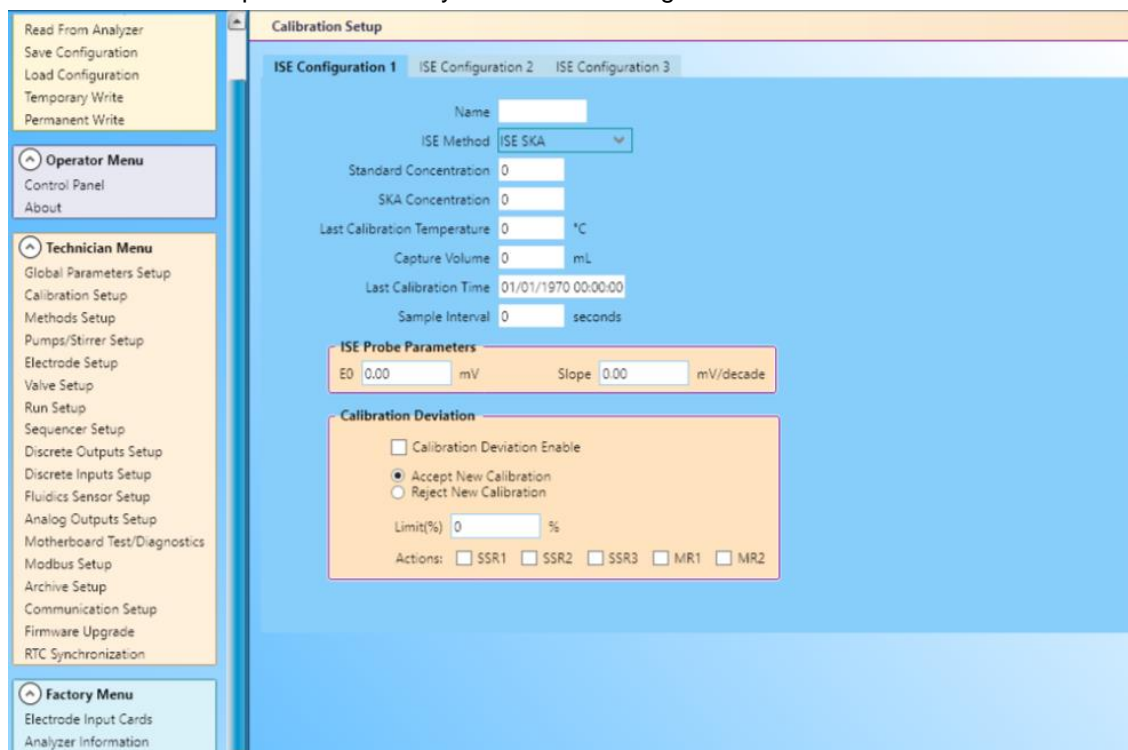 Read From Analyzer
Save Configuration
Load Configuration
Temporary Write
Permanent Write
Operator Menu
Control Panel
About
Technician Menu
Global Parameters Setup
Calibration Setup
Methods Setup
Pumps/Stirrer Setup
Electrode Setup
Valve Setup
Run Setup
Sequencer Setup
Discrete Outputs Setup
Discrete Inputs Setup
Fluidics Sensor Setup
Analog Outputs Setup
Motherboard Test/Diagnostics
Modbus Setup
Archive Setup
Communication Setup
Firmware Upgrade
RTC Synchronization
Factory Menu
Electrode Input Cards
Analyzer Information
Calibration Setup
ISE Configuration 1 ISE Configuration 2 ISE Configuration 3
Name
ISE Method ISE SKA
Standard Concentration 0
SKA Concentration 0
Last Calibration Temperature 0 °C
Capture Volume 0 mL
Last Calibration Time 01/01/1970 00:00:00
Sample Interval 0 seconds
ISE Probe Parameters
E0 0.00 mV Slope 0.00 mV/decade
Calibration Deviation
Calibration Deviation Enable
Accept New Calibration
Reject New Calibration
Limit(%) 0 %
Actions: SSR1 SSR2 SSR3 MR1 MR2